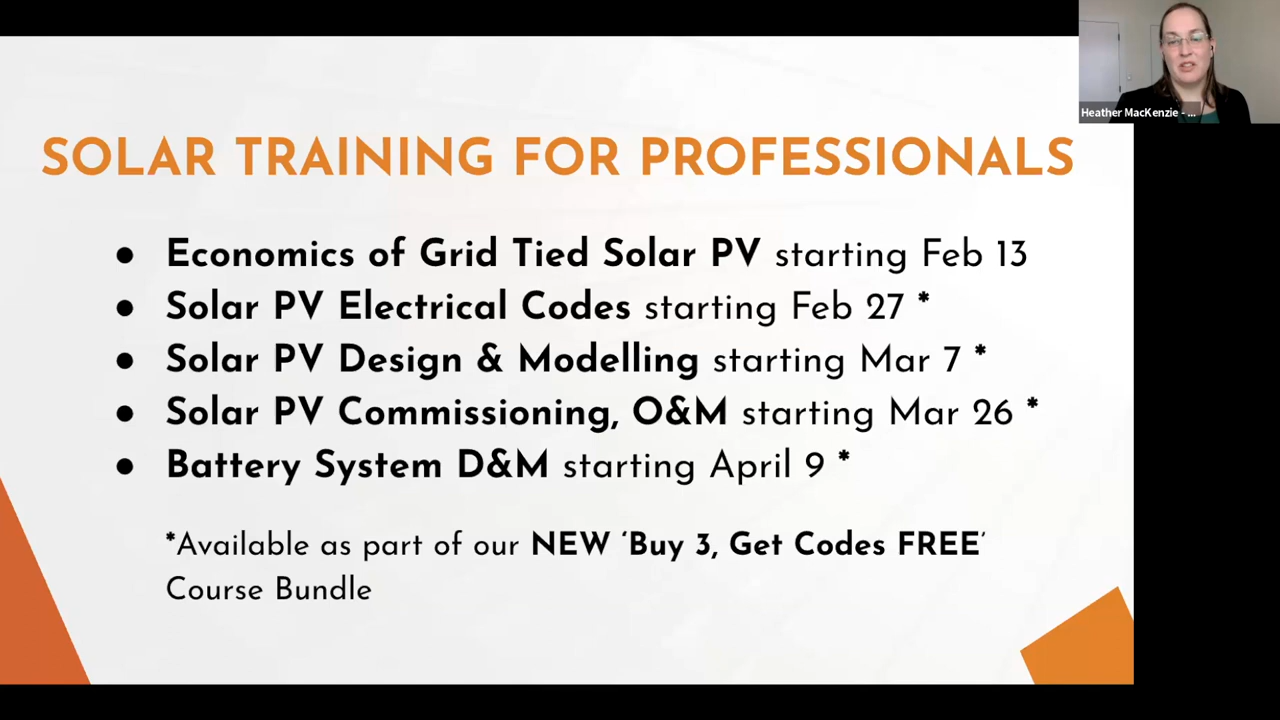 SOLAR TRAINING FOR PROFESSIONALS
● Economics of Grid Tied Solar PV starting Feb 13
● Solar PV Electrical Codes starting Feb 27 *
● Solar PV Design & Modelling starting Mar 7 *
● Solar PV Commissioning, O&M starting Mar 26 *
● Battery System D&M starting April 9 *
*Available as part of our NEW ‘Buy 3, Get Codes FREE’
Course Bundle
Heather MacKenzie - ...